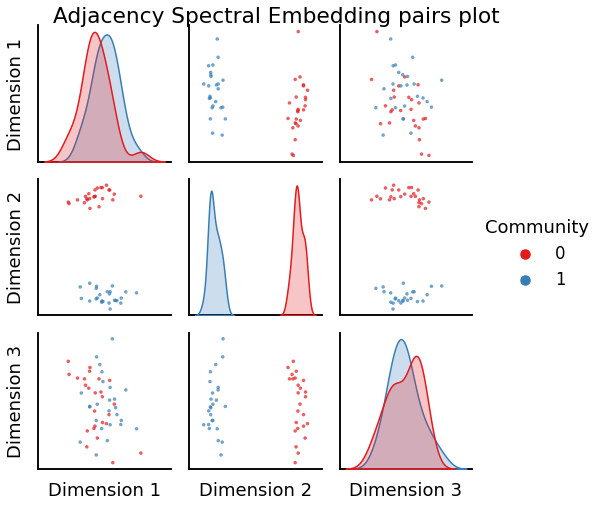 Adjacency Spectral Embedding pairs plot
Dimension 1
Dimension 2
Dimension 3
Community
0
1
Dimension 1
Dimension 2
Dimension 3